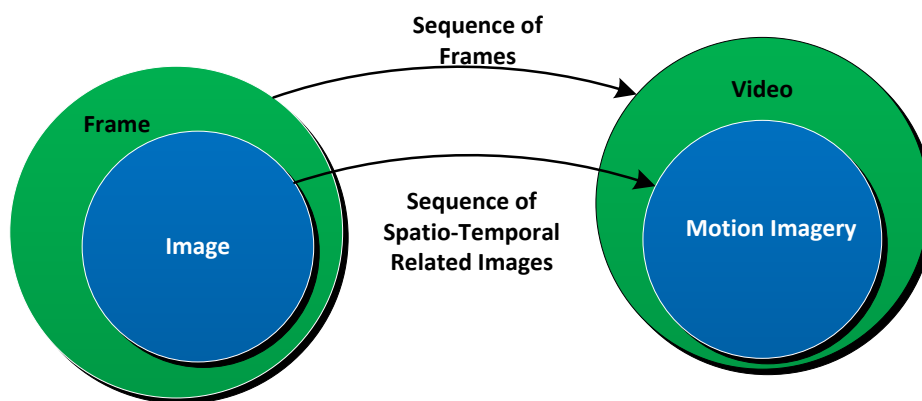 Sequence of
Frames
Frame
Image
Video
Motion Imagery
Sequence of
Spatio-Temporal
Related Images